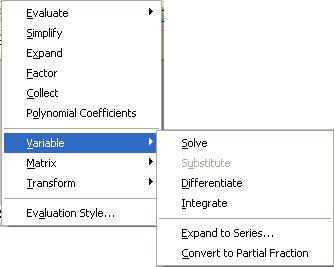 Evaluate
Simplify
Expand
Factor
Collect
Polynomial Coefficients
Variable
Matrix
Transform
Evaluation Style...
Solve
Substitute
Differentiate
Integrate
Expand to Series...
Convert to Partial Fraction